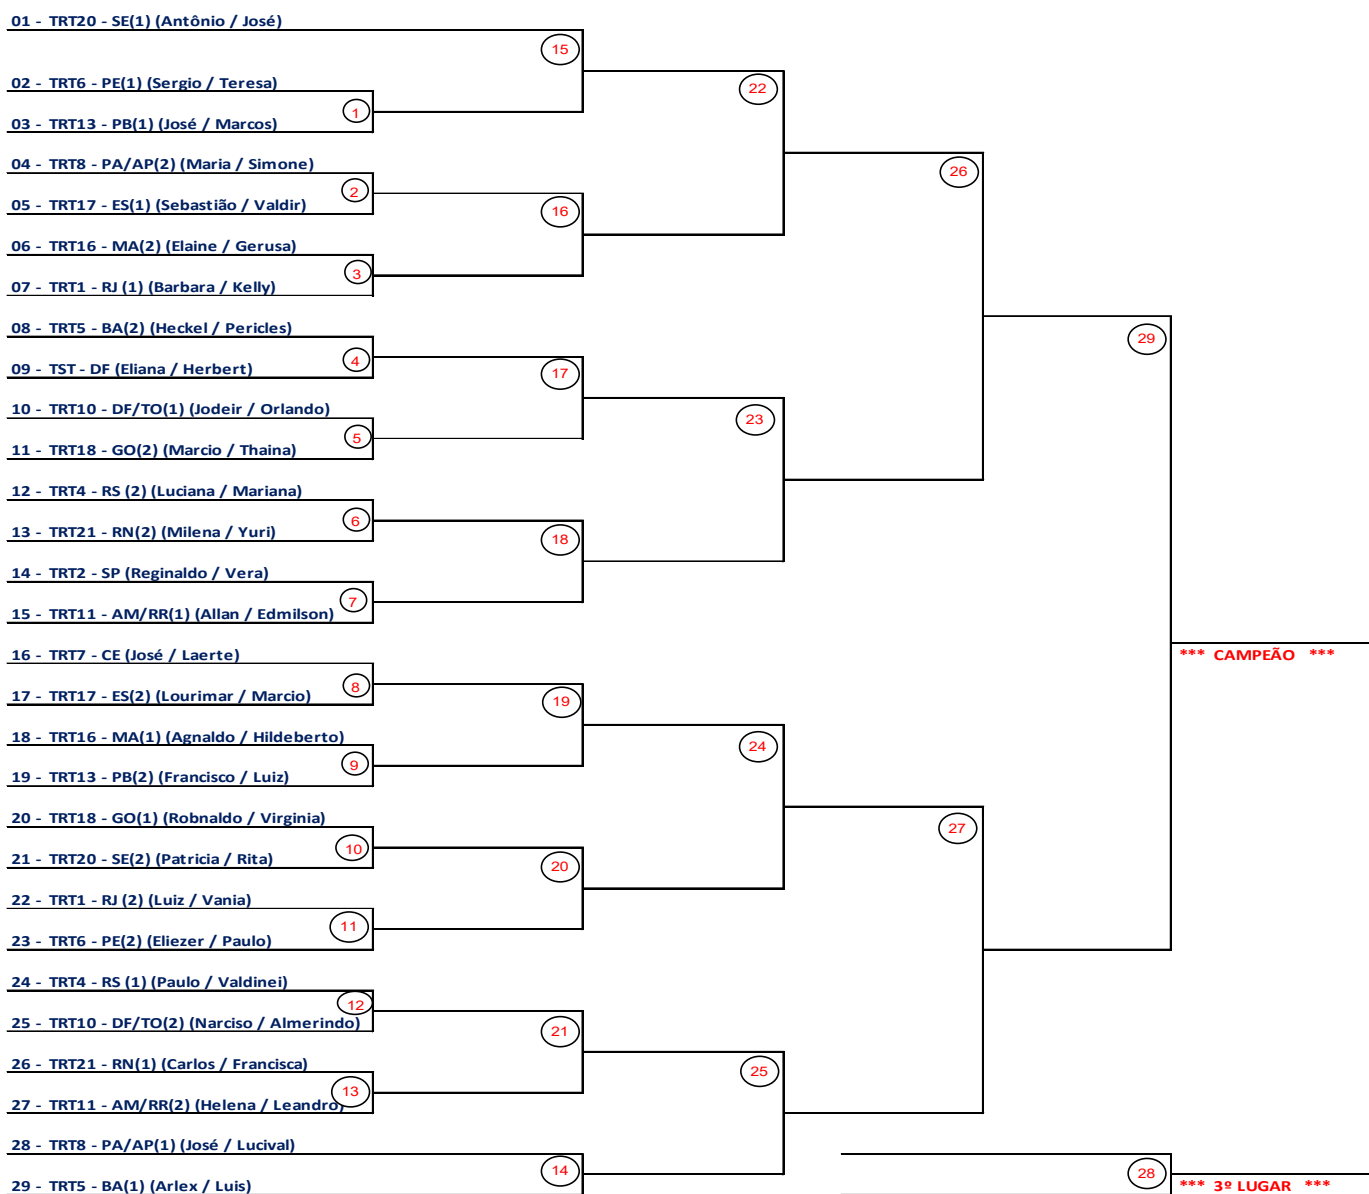 01 - TRT20 - SE(1) (Antônio / José)
15
02 - TRT6 - PE(1) (Sergio / Teresa)
22
1
03 - TRT13 - PB(1) (José / Marcos)
04 - TRT8 - PA/AP(2) (Maria / Simone)
26
2
05 - TRT17 - ES(1) (Sebastião / Valdir)
16
06 - TRT16 - MA(2) (Elaine / Gerusa)
3
07 - TRT1 - RJ (1) (Barbara / Kelly)
08 - TRT5 - BA(2) (Heckel / Pericles)
29
4
09 - TST - DF (Eliana / Herbert)
17
10 - TRT10 - DF/TO(1) (Jodeir / Orlando)
23
5
11 - TRT18 - GO(2) (Marcio / Thaina)
12 - TRT4 - RS (2) (Luciana / Mariana)
6
13 - TRT21 - RN(2) (Milena / Yuri)
18
14 - TRT2 - SP (Reginaldo / Vera)
7
15 - TRT11 - AM/RR(1) (Allan / Edmilson)
16 - TRT7 - CE (José / Laerte)
*** CAMPEÃO ***
8
17 - TRT17 - ES(2) (Lourimar / Marcio)
19
18 - TRT16 - MA(1) (Agnaldo / Hildeberto)
24
9
19 - TRT13 - PB(2) (Francisco / Luiz)
20 - TRT18 - GO(1) (Robnaldo / Virginia)
27
10
21 - TRT20 - SE(2) (Patricia / Rita)
20
22 - TRT1 - RJ (2) (Luiz / Vania)
11
23 - TRT6 - PE(2) (Eliezer / Paulo)
24 - TRT4 - RS (1) (Paulo / Valdinei)
12
25 - TRT10 - DF/TO(2) (Narciso / Almerindo)
21
26 - TRT21 - RN(1) (Carlos / Francisca)
25
13
27 - TRT11 - AM/RR(2) (Helena / Leandro)
28 - TRT8 - PA/AP(1) (José / Lucival)
14
28
29 - TRT5 - BA(1) (Arlex / Luis)
*** 3º LUGAR ***